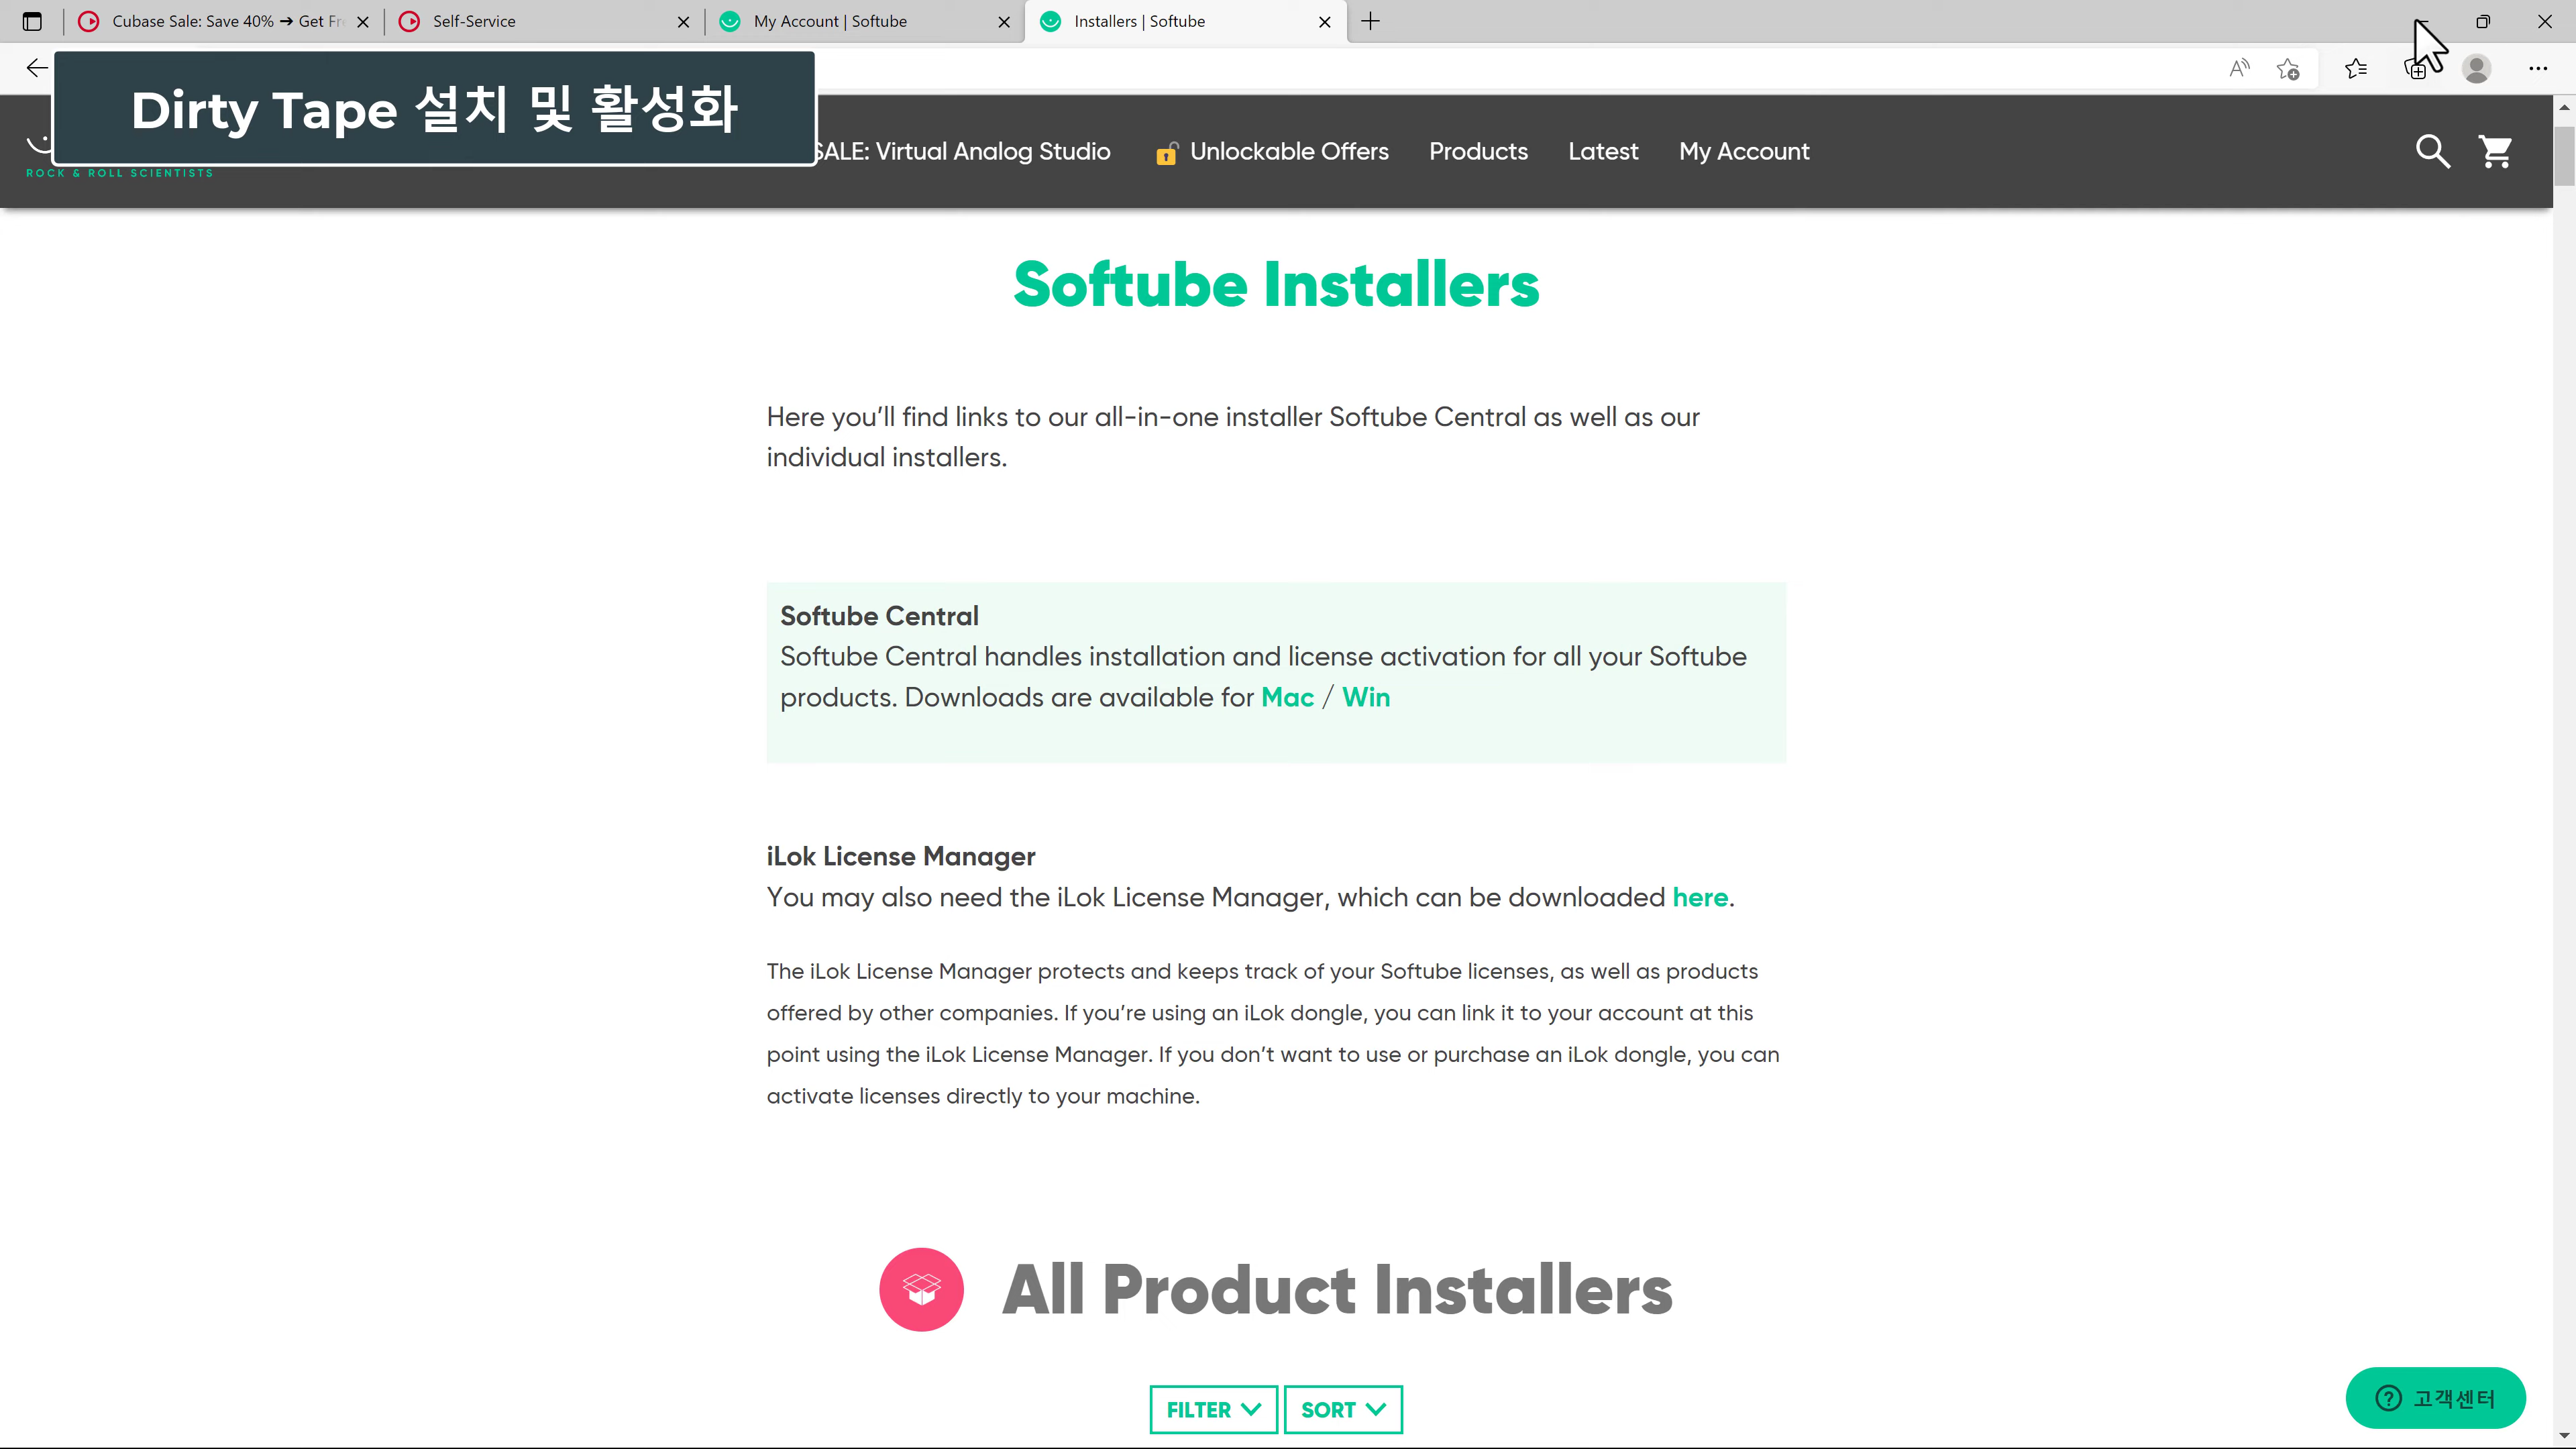 Cubase Sale: Save 40% ➔ Get Fr
Self-Service
My Account | Softube
Installers | Softube
Dirty Tape 설치 및 활성화
ROCK & ROLL SCIENTISTS
SALE: Virtual Analog Studio
Unlockable Offers
Products
Latest
My Account
Softube Installers
Here you’ll find links to our all-in-one installer Softube Central as well as our
individual installers.
Softube Central
Softube Central handles installation and license activation for all your Softube
products. Downloads are available for Mac / Win
iLok License Manager
You may also need the iLok License Manager, which can be downloaded here.
The iLok License Manager protects and keeps track of your Softube licenses, as well as products
offered by other companies. If you’re using an iLok dongle, you can link it to your account at this
point using the iLok License Manager. If you don’t want to use or purchase an iLok dongle, you can
activate licenses directly to your machine.
All Product Installers
FILTER
SORT
고객센터